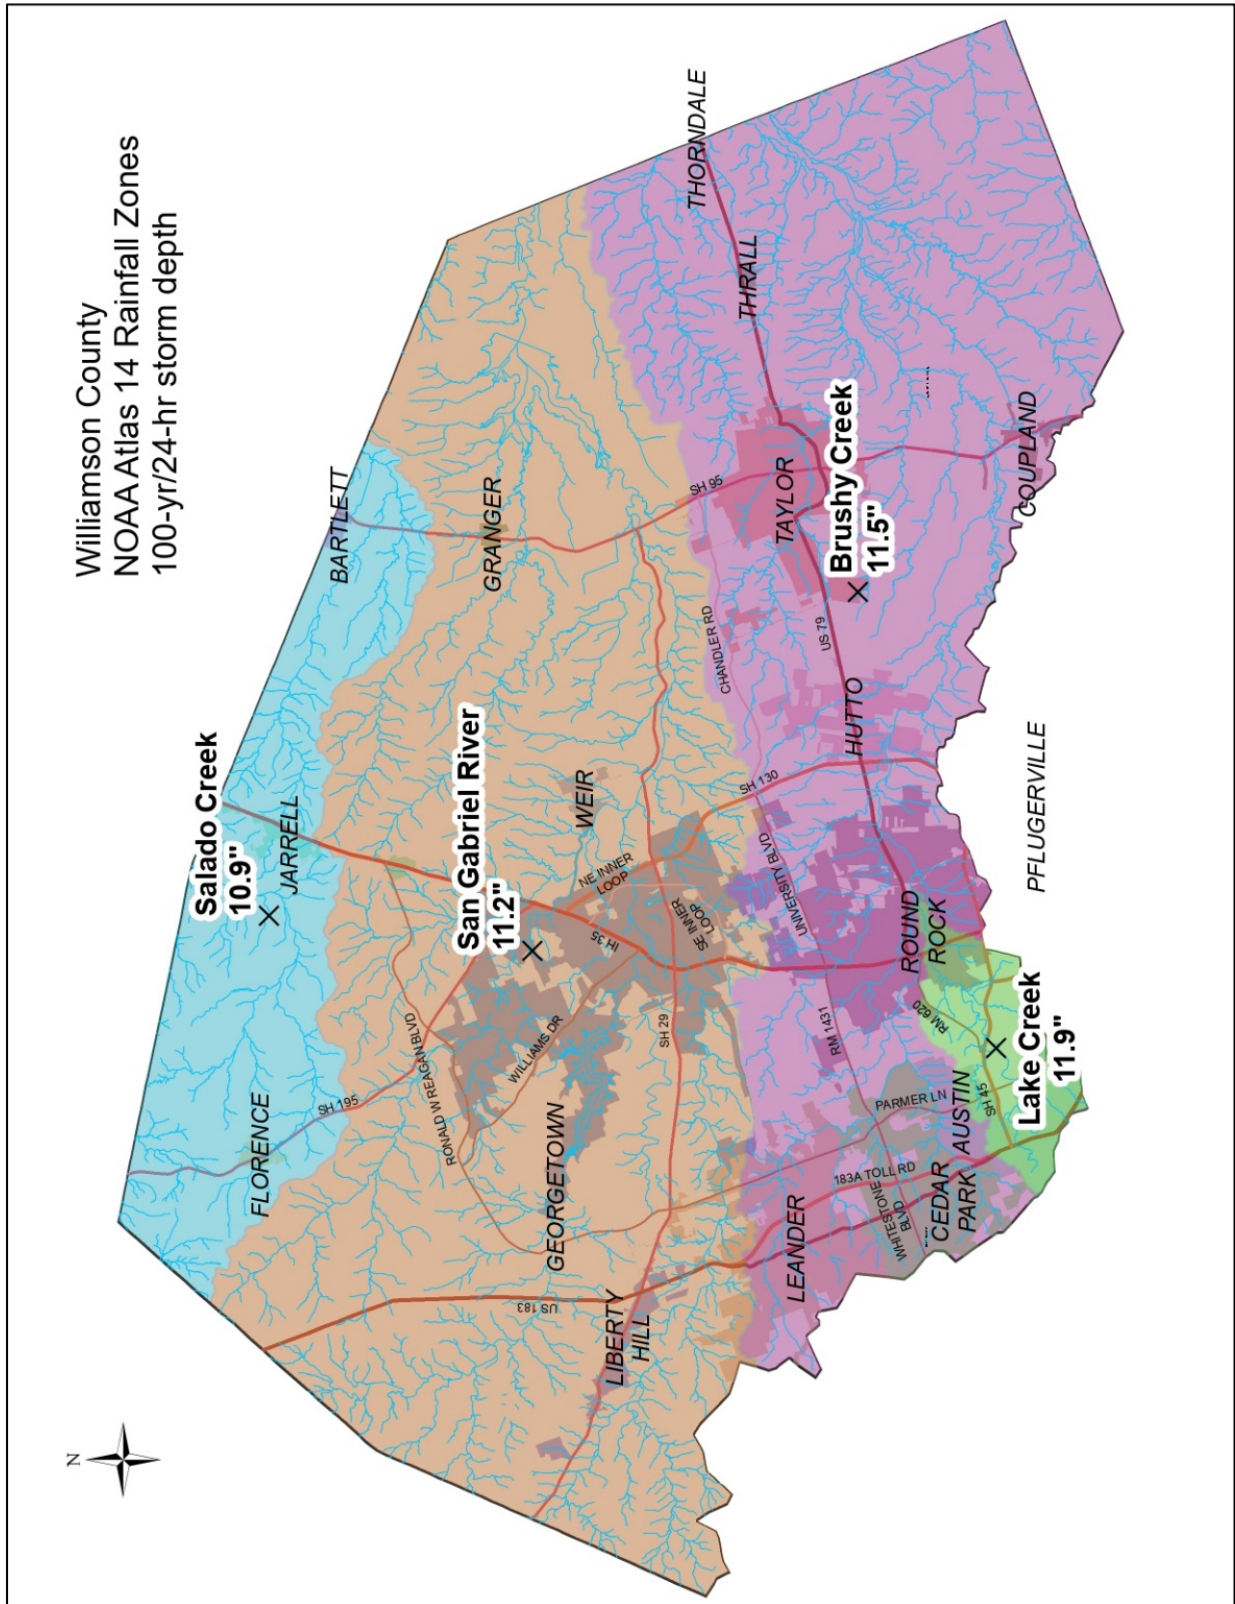 Williamson County
NOAA Atlas 14 Rainfall Zones
100-yr/24-hr storm depth
N
Salado Creek
10.9"
JARRELL
BARTLETT
FLORENCE
SH 195
GRANGER
San Gabriel River
11.2"
RONALD W REAGAN BLVD
WILLIAMS DR
IH 35
NE INNER
LOOP
WEIR
GEORGETOWN
US 183
SH 29
SE INNER
LOOP
LIBERTY
HILL
SH 95
THORNDALE
CHANDLER RD
SH 130
UNIVERSITY BLVD
THRALL
TAYLOR
US 79
HUTTO
Brushy Creek
11.5"
LEANDER
RM 1431
183A TOLL RD
PARMER LN
WHITESTONE
BLVD
CEDAR
PARK
AUSTIN
ROUND
ROCK
RM 620
SH 45
Lake Creek
11.9"
COUPLAND
PFLUGERVILLE